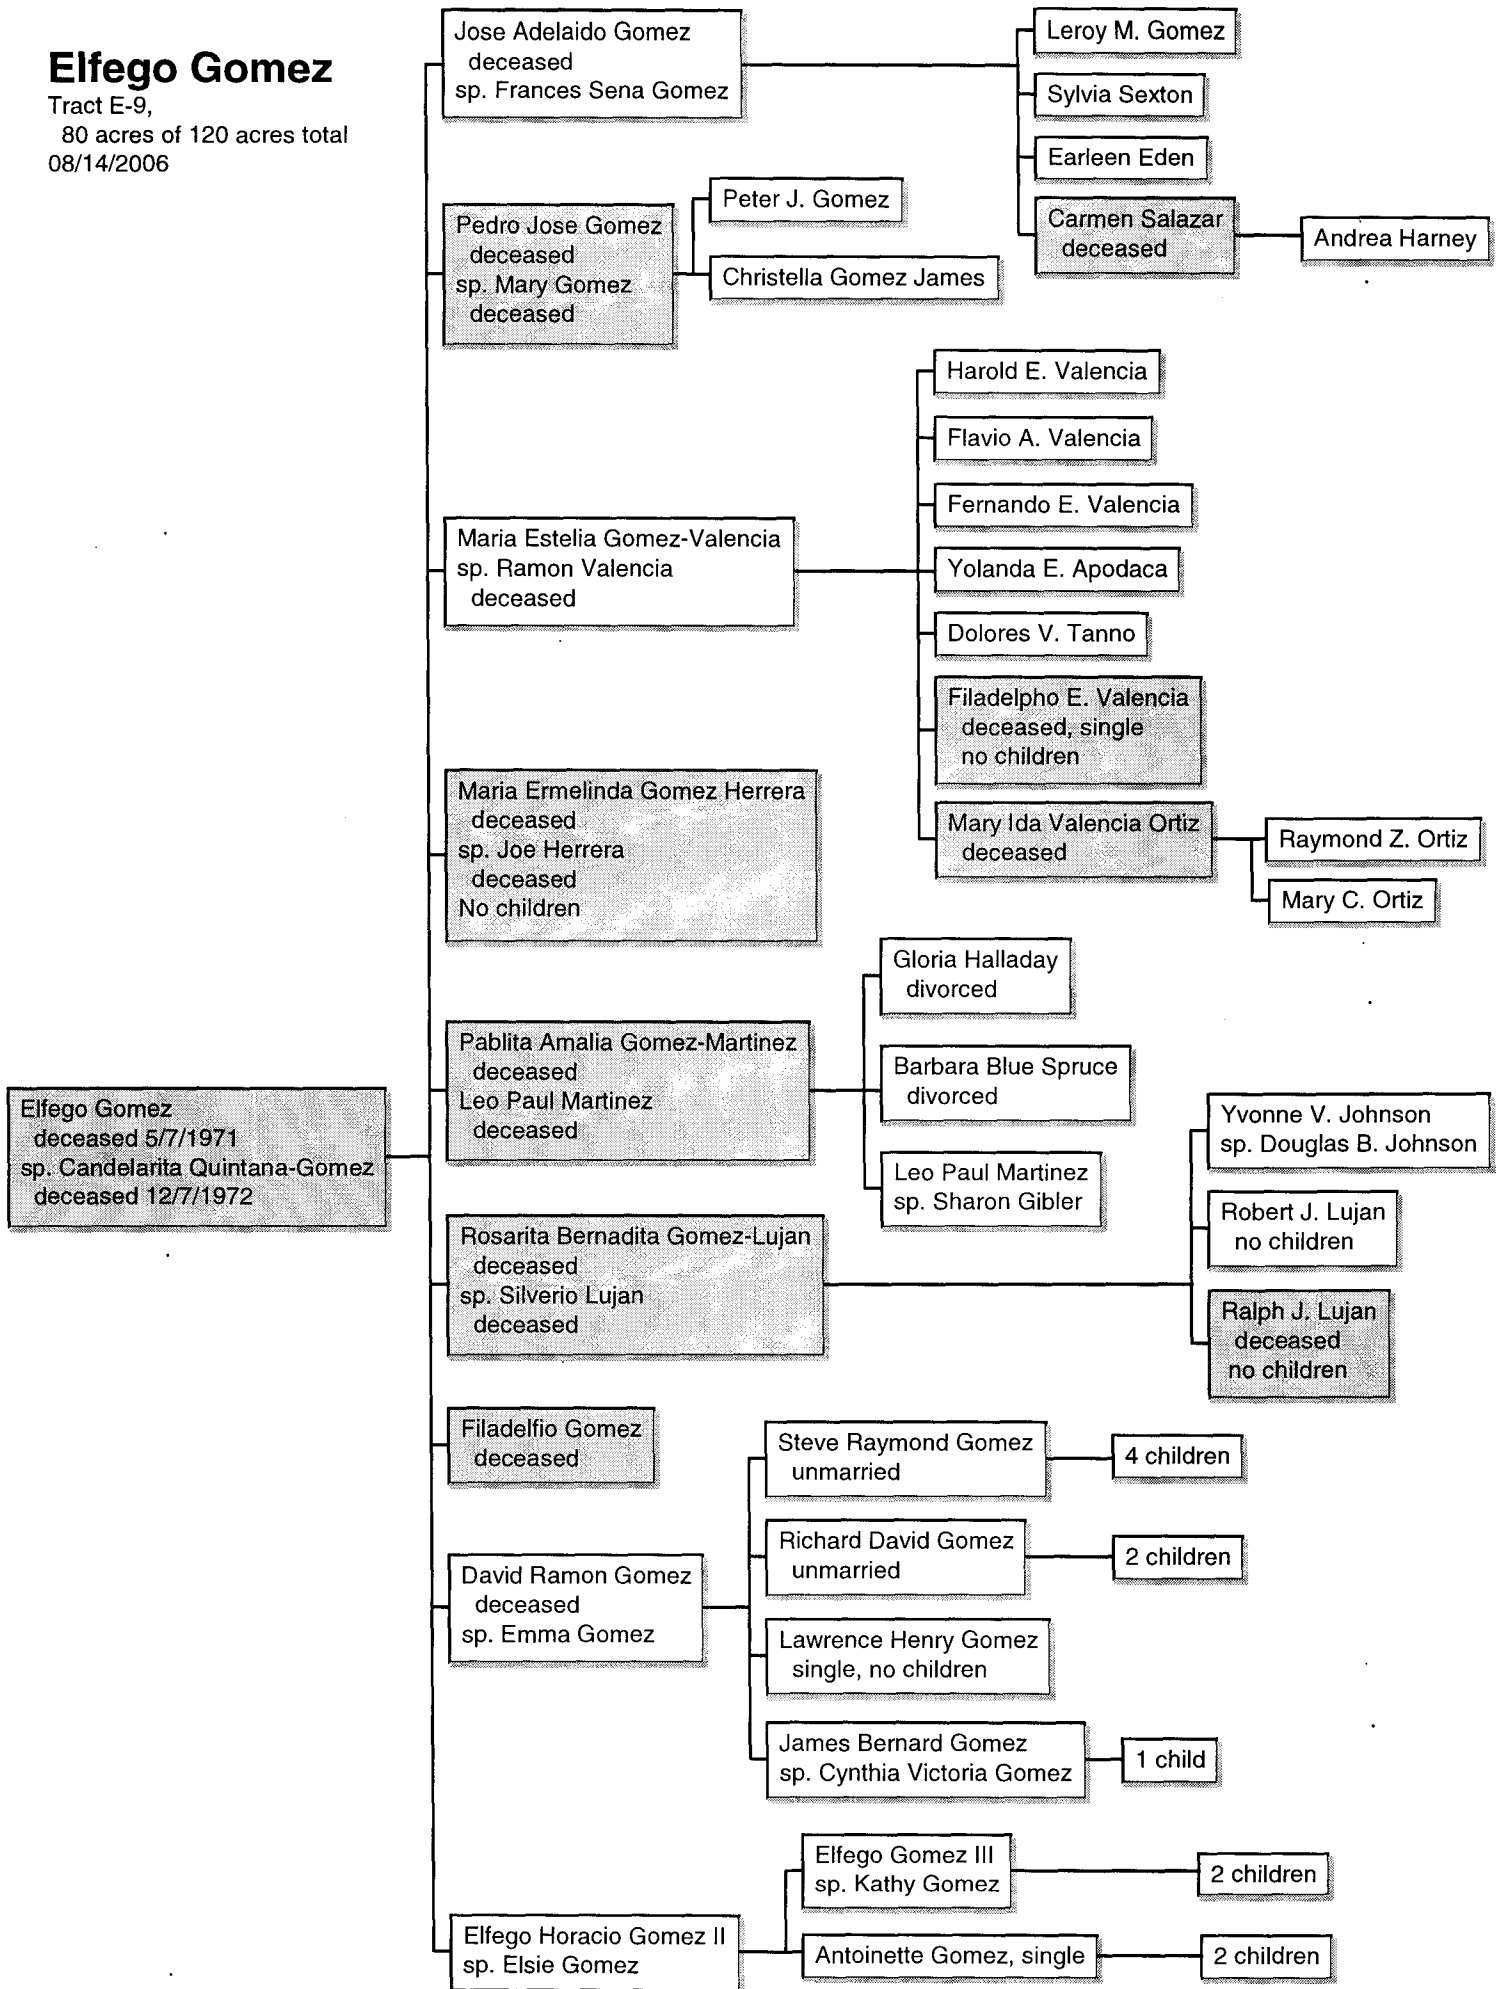 Elfego Gomez
Tract E-9,
80 acres of 120 acres total
08/14/2006
Jose Adelaido Gomez
deceased
sp. Frances Sena Gomez
Leroy M. Gomez
Sylvia Sexton
Earleen Eden
Carmen Salazar
deceased
Andrea Harney
Pedro Jose Gomez
deceased
sp. Mary Gomez
deceased
Peter J. Gomez
Christella Gomez James
Maria Estelia Gomez-Valencia
sp. Ramon Valencia
deceased
Harold E. Valencia
Flavio A. Valencia
Fernando E. Valencia
Yolanda E. Apodaca
Dolores V. Tanno
Filadelpho E. Valencia
deceased, single
no children
Mary Ida Valencia Ortiz
deceased
Raymond Z. Ortiz
Mary C. Ortiz
Maria Ermelinda Gomez Herrera
deceased
sp. Joe Herrera
deceased
No children
Pablita Amalia Gomez-Martinez
deceased
Leo Paul Martinez
deceased
Gloria Halladay
divorced
Barbara Blue Spruce
divorced
Leo Paul Martinez
sp. Sharon Gibler
Elfego Gomez
deceased 5/7/1971
sp. Candelarita Quintana-Gomez
deceased 12/7/1972
Rosarita Bernadita Gomez-Lujan
deceased
sp. Silverio Lujan
deceased
Yvonne V. Johnson
sp. Douglas B. Johnson
Robert J. Lujan
no children
Ralph J. Lujan
deceased
no children
Filadelfio Gomez
deceased
David Ramon Gomez
deceased
sp. Emma Gomez
Steve Raymond Gomez
unmarried
4 children
Richard David Gomez
unmarried
2 children
Lawrence Henry Gomez
single, no children
James Bernard Gomez
sp. Cynthia Victoria Gomez
1 child
Elfego Horacio Gomez II
sp. Elsie Gomez
Elfego Gomez III
sp. Kathy Gomez
2 children
Antoinette Gomez, single
2 children